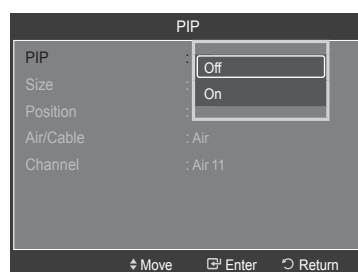 PIP
PIP :
Off
On
Size :
Position :
Air/Cable : Air
Channel : Air 11
Move Enter Return